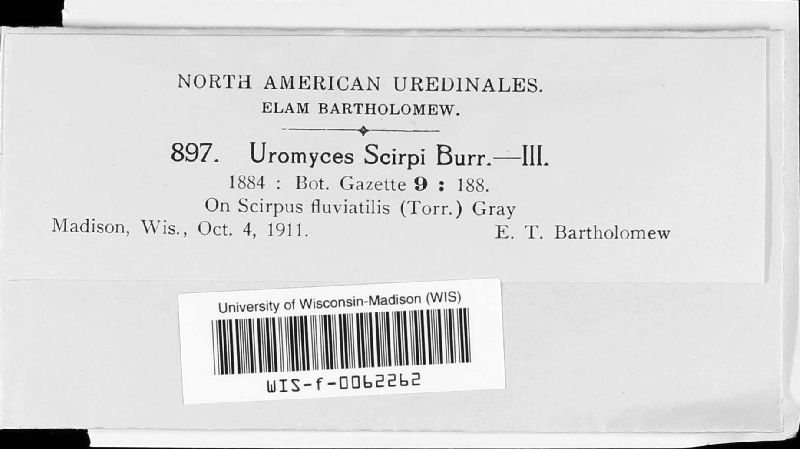 NORTH AMERICAN UREDINALES.
ELAM BARTHOLOMEW.
897. Uromyces Scirpi Burr.—III.
1884 : Bot. Gazette 9 : 188.
On Scirpus fluviatilis (Torr.) Gray
Madison, Wis., Oct. 4, 1911. E. T. Bartholomew
University of Wisconsin-Madison (WIS)
WIS-f-0062262